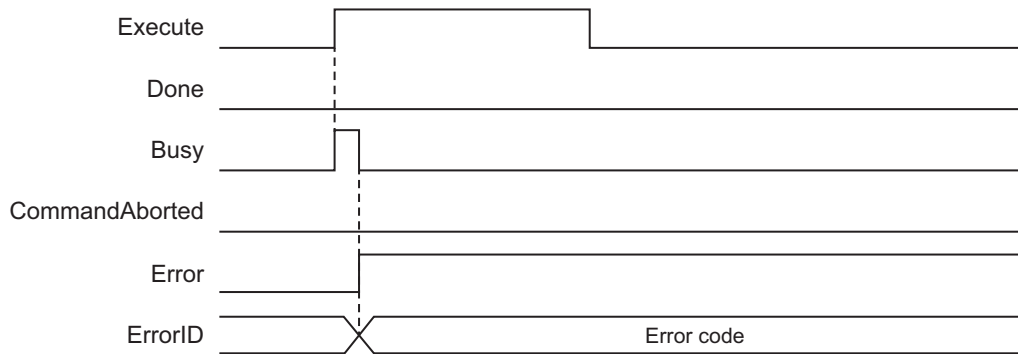 Execute
Done
Busy
CommandAborted
Error
ErrorID
Error code